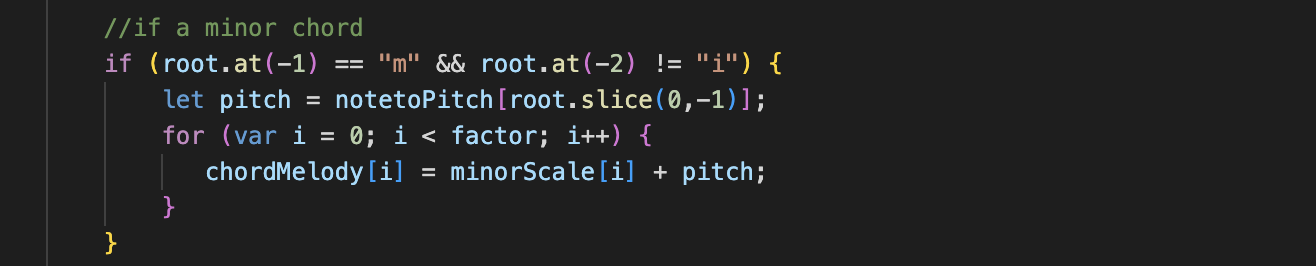 //if a minor chord
if (root.at(-1) == "m" && root.at(-2) != "i") {
    let pitch = notetoPitch[root.slice(0,-1)];
    for (var i = 0; i < factor; i++) {
        chordMelody[i] = minorScale[i] + pitch;
    }
}